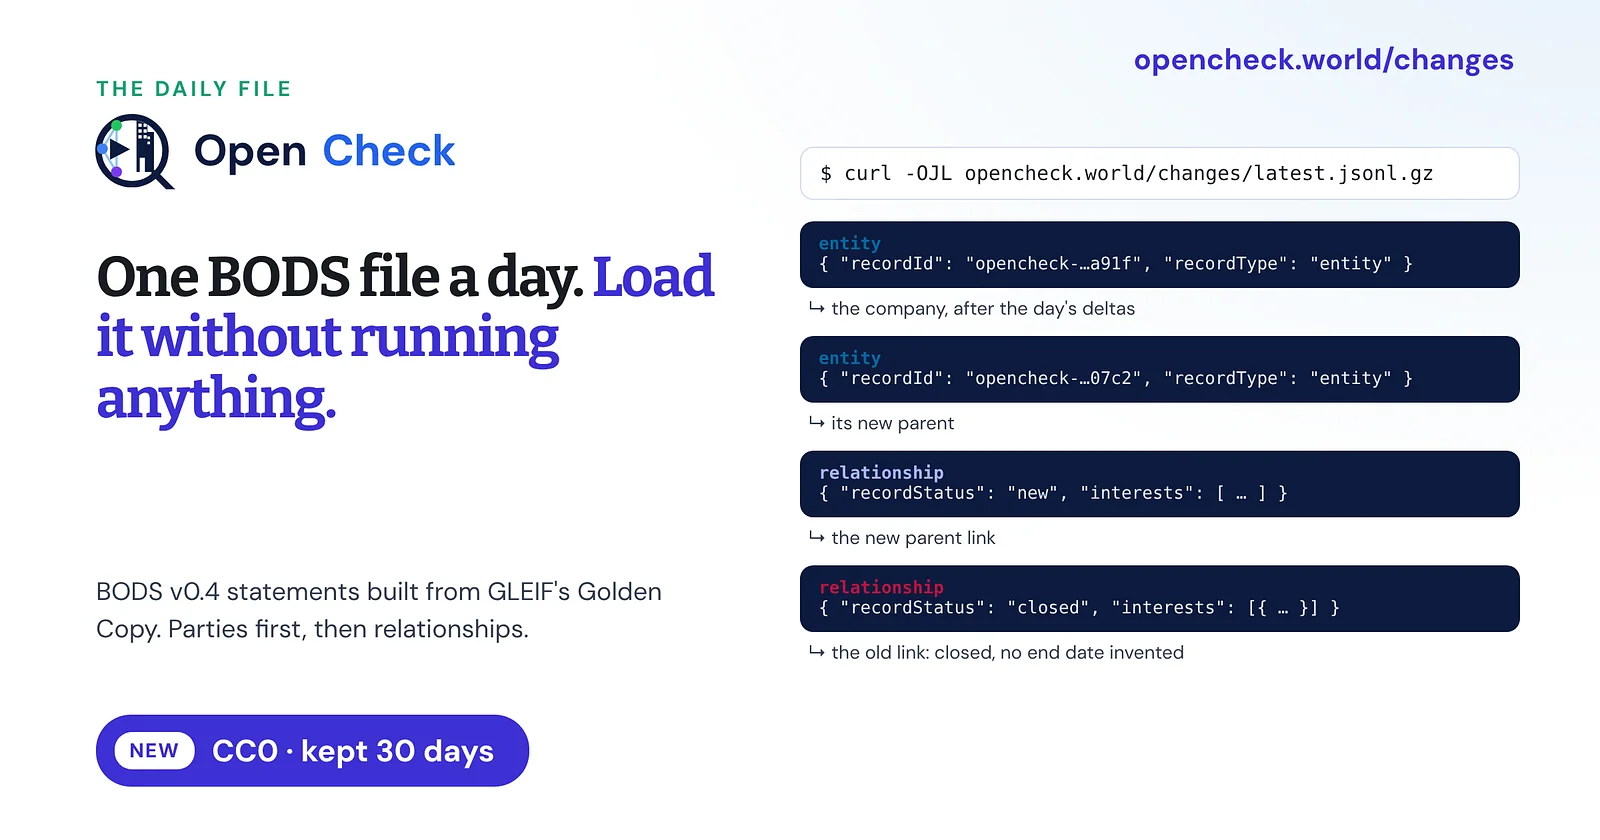 THE DAILY FILE
Open Check
One BODS file a day. Load
it without running
anything.
BODS v0.4 statements built from GLEIF's Golden
Copy. Parties first, then relationships.
NEW CC0 · kept 30 days
opencheck.world/changes
$ curl -OJL opencheck.world/changes/latest.jsonl.gz
entity
{ "recordId": "opencheck-…a91f", "recordType": "entity" }
↳ the company, after the day's deltas
entity
{ "recordId": "opencheck-…07c2", "recordType": "entity" }
↳ its new parent
relationship
{ "recordStatus": "new", "interests": [ … ] }
↳ the new parent link
relationship
{ "recordStatus": "closed", "interests": [{ … }] }
↳ the old link: closed, no end date invented